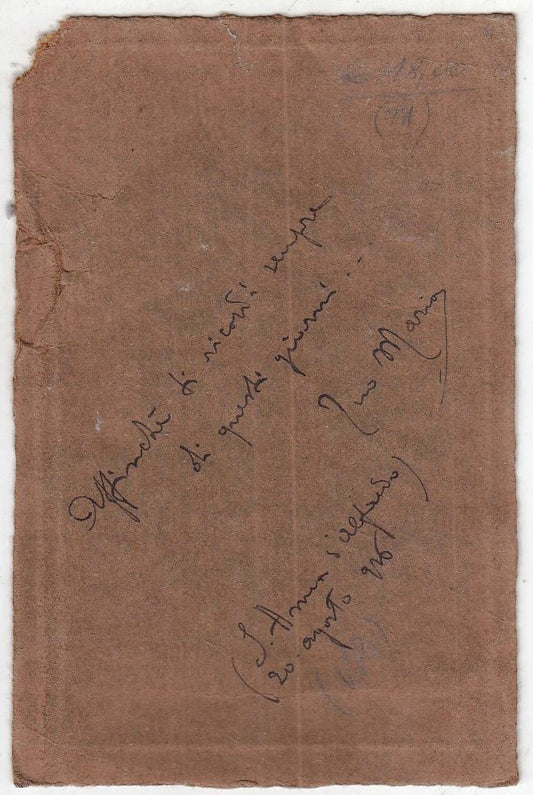 Affinchè ti ricordi sempre
di questi giorni...
Tuo Mario
(S. Anna d'Alfaedo)
20 agosto 926